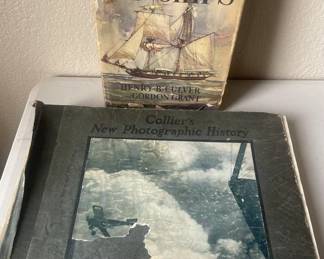 HENRY B. CULVER
GORDON GRANT
Collier's
New Photographic History